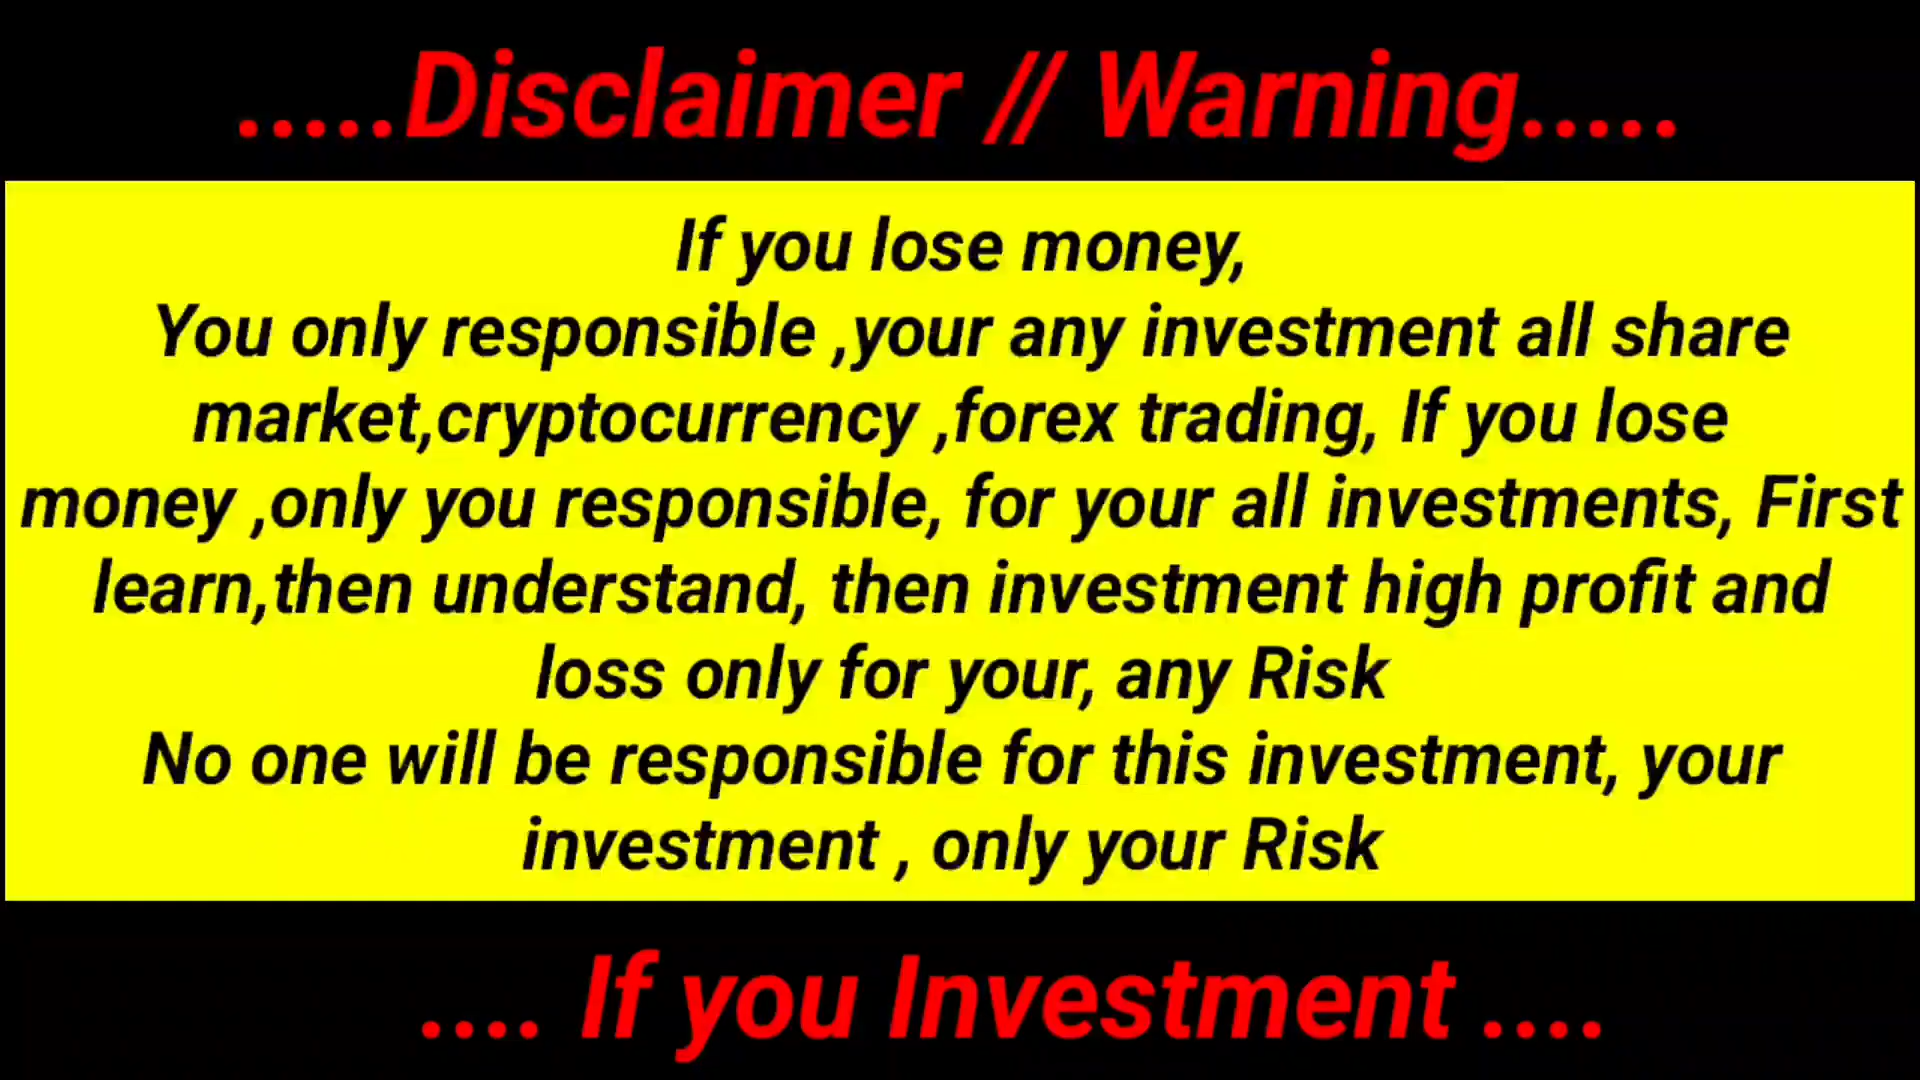 .....Disclaimer // Warning.....
If you lose money,
You only responsible ,your any investment all share
market,cryptocurrency ,forex trading, If you lose
money ,only you responsible, for your all investments, First
learn,then understand, then investment high profit and
loss only for your, any Risk
No one will be responsible for this investment, your
investment , only your Risk
.... If you Investment ....